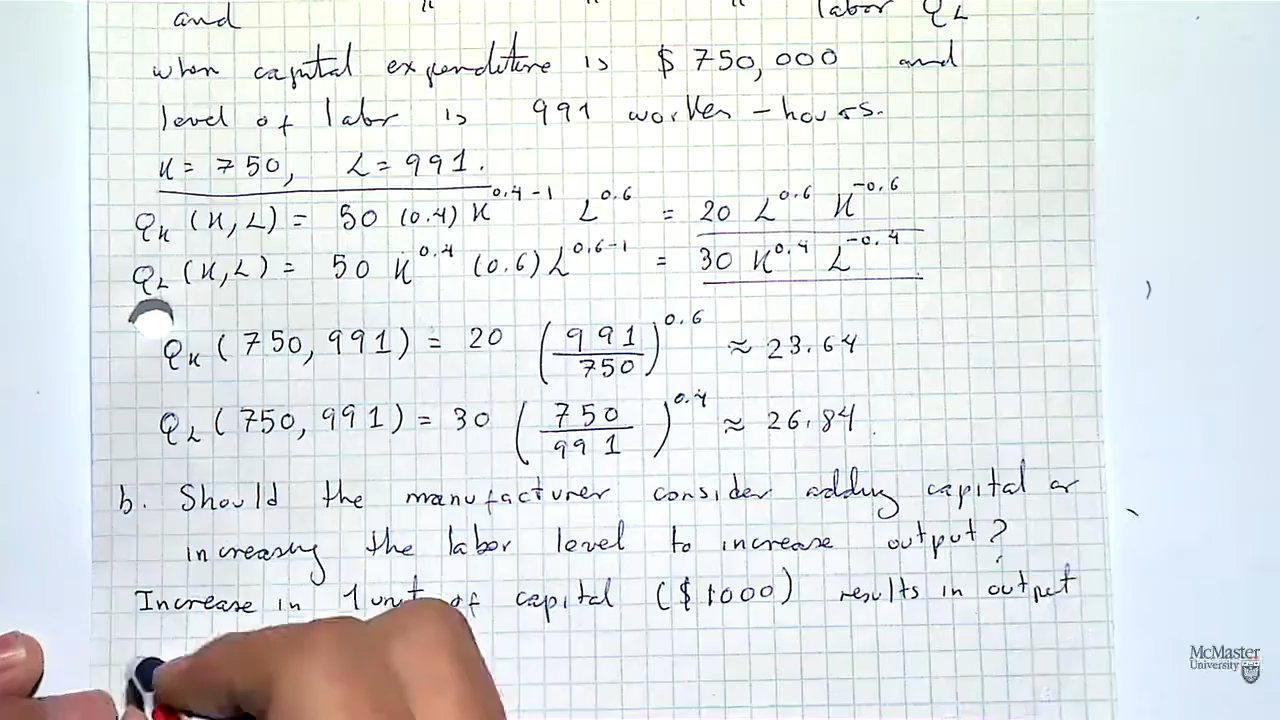 and " " " labor Q_L
when capital expenditure is $ 750,000 and
level of labor is 991 worker-hours.
K = 750, L = 991.
Q_K (K, L) = 50 (0.4) K^{0.4-1} L^{0.6} = 20 L^{0.6} K^{-0.6}
Q_L (K, L) = 50 K^{0.4} (0.6) L^{0.6-1} = 30 K^{0.4} L^{-0.4}
Q_K (750, 991) = 20 (991/750)^{0.6} ≈ 23.64
Q_L (750, 991) = 30 (750/991)^{0.4} ≈ 26.84.
b. Should the manufacturer consider adding capital or
increasing the labor level to increase output?
Increase in 1 unit of capital ($1000) results in output
McMaster
University